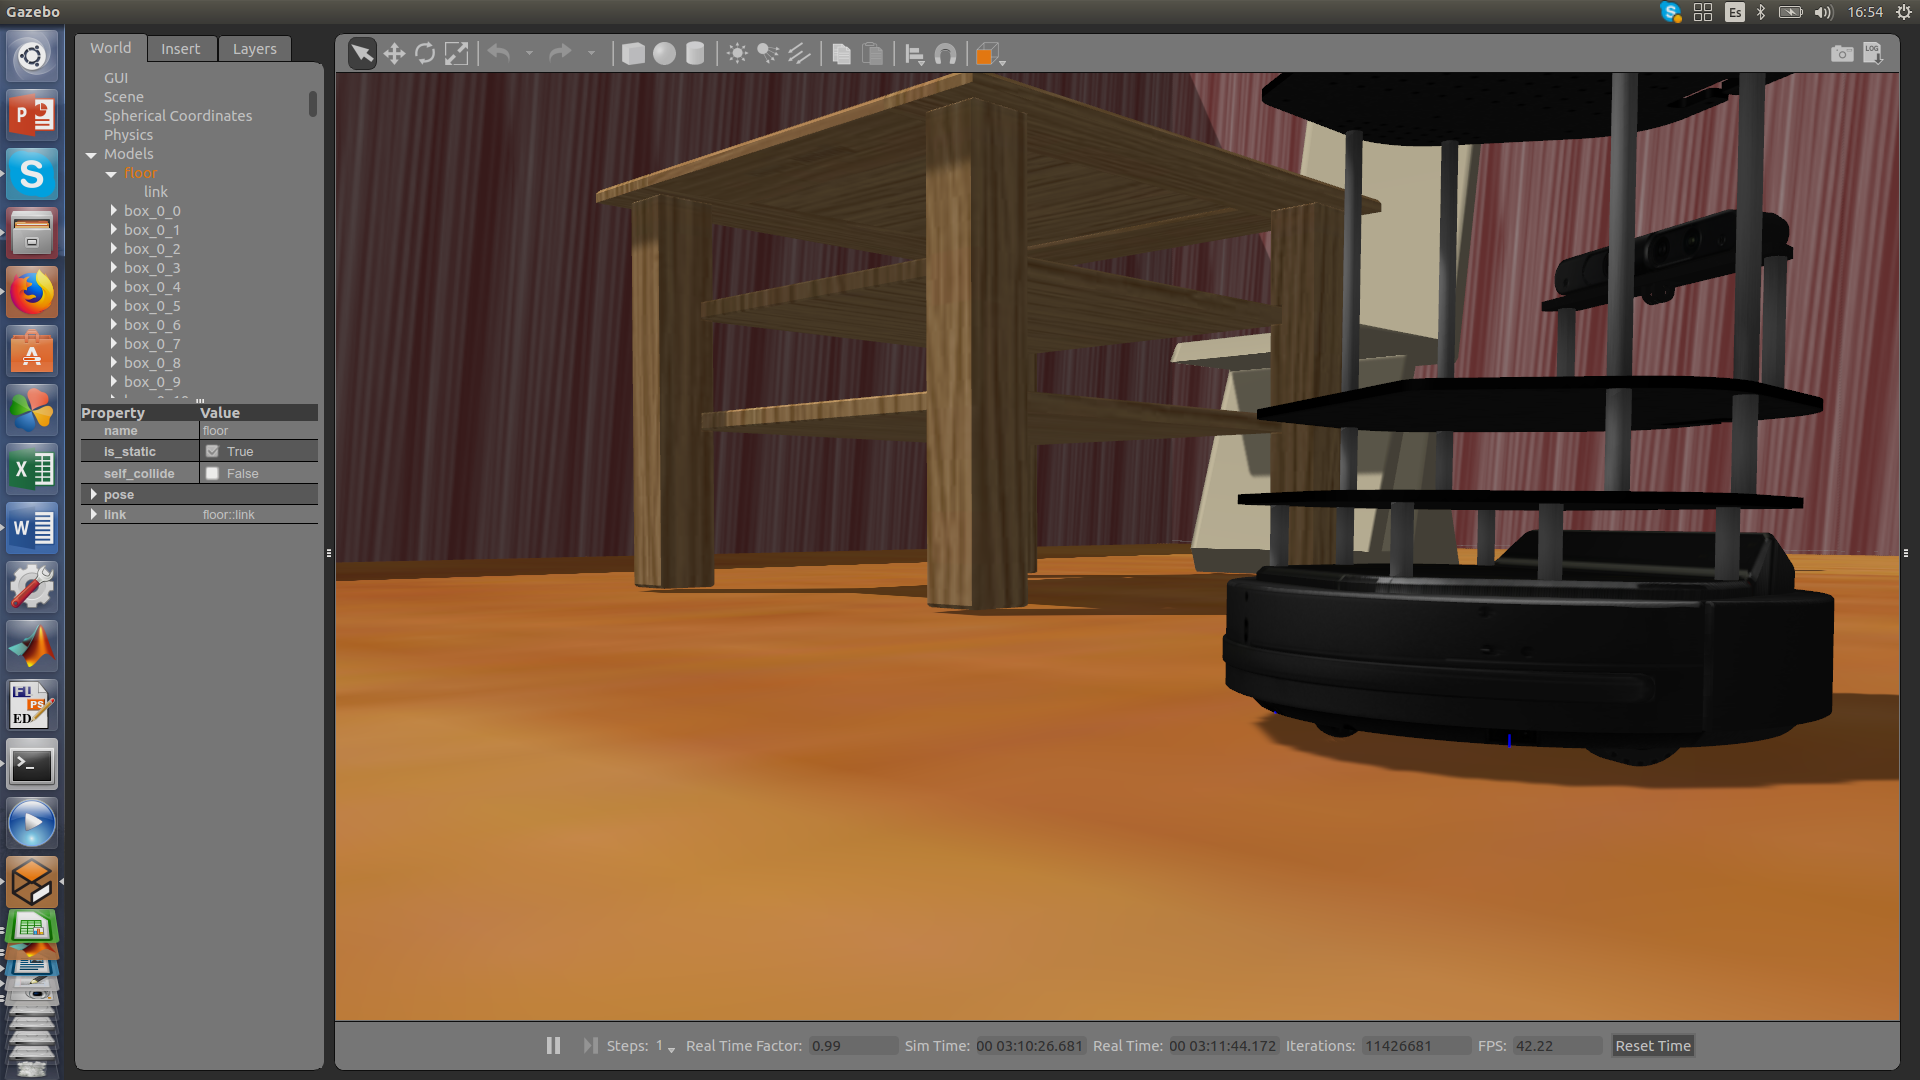 Gazebo
Es
16:54
World Insert Layers
LOG
GUI
Scene
Spherical Coordinates
Physics
Models
floor
link
box_0_0
box_0_1
box_0_2
box_0_3
box_0_4
box_0_5
box_0_6
box_0_7
box_0_8
box_0_9
Property Value
name floor
is_static True
self_collide False
pose
link floor::link
Steps: 1 Real Time Factor: 0.99 Sim Time: 00 03:10:26.681 Real Time: 00 03:11:44.172 Iterations: 11426681 FPS: 42.22 Reset Time